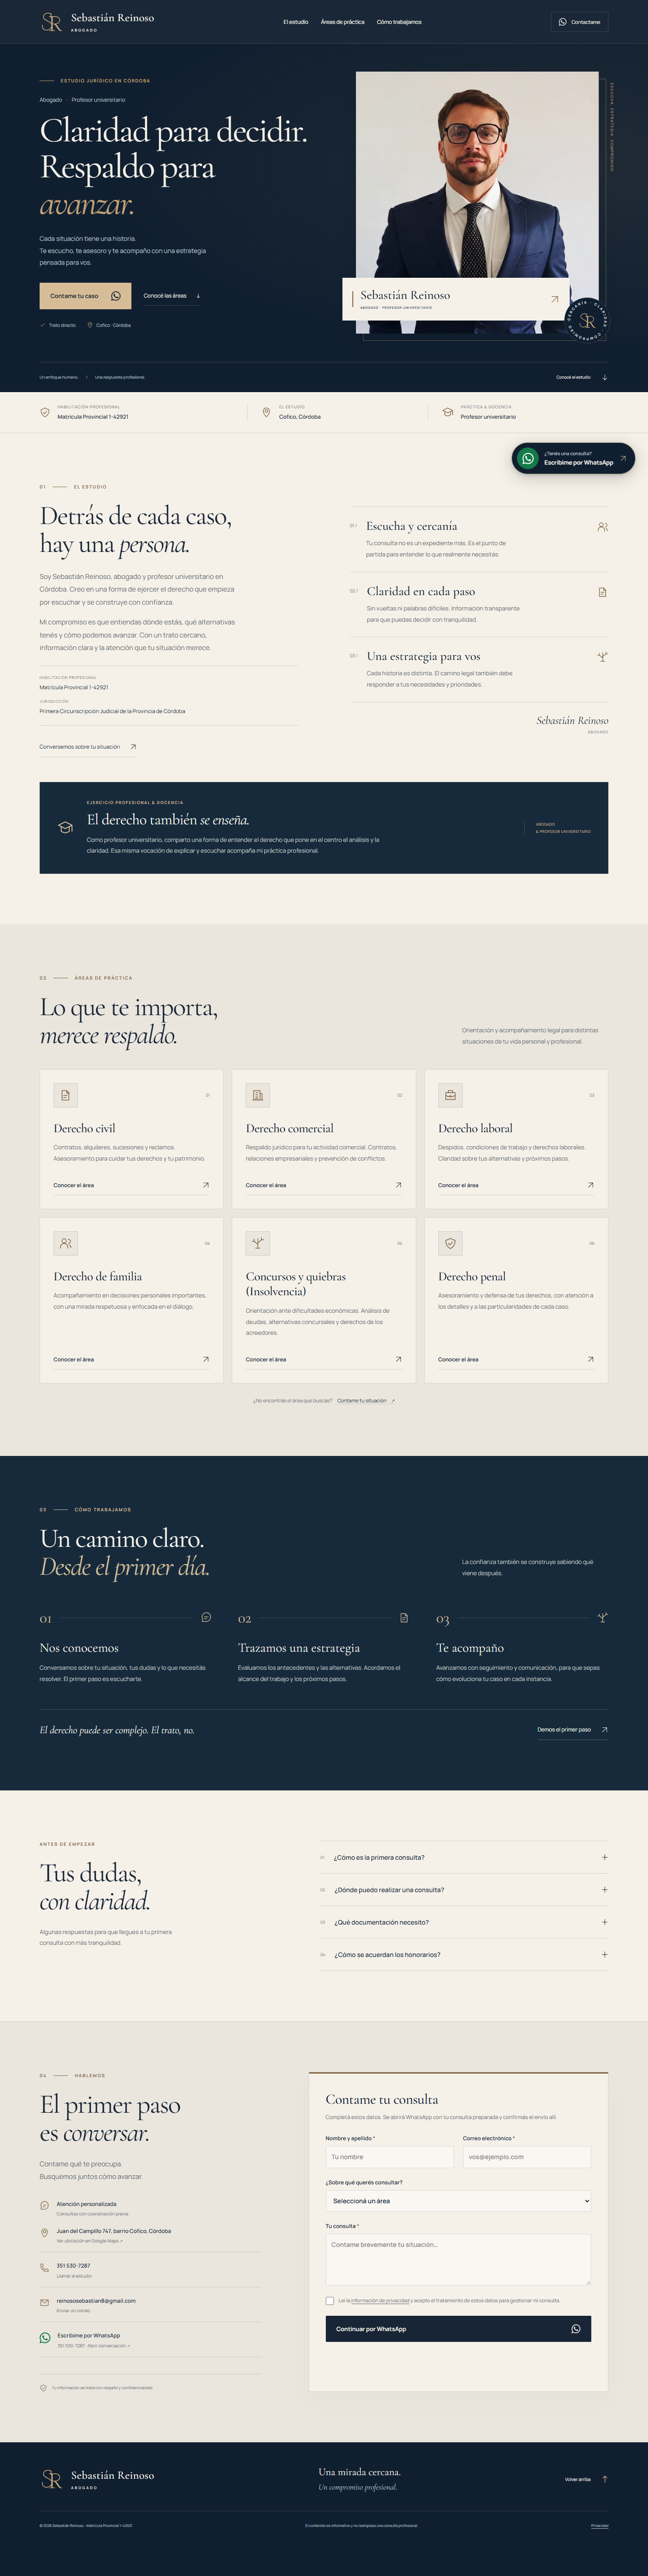 Sebastián Reinoso
ABOGADO
El estudio
Áreas de práctica
Cómo trabajamos
Contactame
ESTUDIO JURÍDICO EN CÓRDOBA
Abogado · Profesor universitario
Claridad para decidir.
Respaldo para
avanzar.
Cada situación tiene una historia.
Te escucho, te asesoro y te acompaño con una estrategia
pensada para vos.
Contame tu caso
Conocé las áreas ↓
Trato directo
Cofico · Córdoba
ESCUCHA ESTRATEGIA COMPROMISO
Sebastián Reinoso
ABOGADO · PROFESOR UNIVERSITARIO
SR
Un enfoque humano. / Una respuesta profesional.
Conocé el estudio
HABILITACIÓN PROFESIONAL
Matrícula Provincial 1-42921
EL ESTUDIO
Cofico, Córdoba
PRÁCTICA & DOCENCIA
Profesor universitario
¿Tenés una consulta?
Escribime por WhatsApp
01 EL ESTUDIO
Detrás de cada caso,
hay una persona.
Soy Sebastián Reinoso, abogado y profesor universitario en
Córdoba. Creo en una forma de ejercer el derecho que empieza
por escuchar y se construye con confianza.
Mi compromiso es que entiendas dónde estás, qué alternativas
tenés y cómo podemos avanzar. Con un trato cercano,
información clara y la atención que tu situación merece.
HABILITACIÓN PROFESIONAL
Matrícula Provincial 1-42921
JURISDICCIÓN
Primera Circunscripción Judicial de la Provincia de Córdoba
Conversemos sobre tu situación
01 / Escucha y cercanía
Tu consulta no es un expediente más. Es el punto de
partida para entender lo que realmente necesitás.
02 / Claridad en cada paso
Sin vueltas ni palabras difíciles. Información transparente
para que puedas decidir con tranquilidad.
03 / Una estrategia para vos
Cada historia es distinta. El camino legal también debe
responder a tus necesidades y prioridades.
Sebastián Reinoso
ABOGADO
EJERCICIO PROFESIONAL & DOCENCIA
El derecho también se enseña.
Como profesor universitario, comparto una forma de entender el derecho que pone en el centro el análisis y la
claridad. Esa misma vocación de explicar y escuchar acompaña mi práctica profesional.
ABOGADO
& PROFESOR UNIVERSITARIO
02 ÁREAS DE PRÁCTICA
Lo que te importa,
merece respaldo.
Orientación y acompañamiento legal para distintas
situaciones de tu vida personal y profesional.
01
Derecho civil
Contratos, alquileres, sucesiones y reclamos.
Asesoramiento para cuidar tus derechos y tu patrimonio.
Conocer el área
02
Derecho comercial
Respaldo jurídico para tu actividad comercial. Contratos,
relaciones empresariales y prevención de conflictos.
Conocer el área
03
Derecho laboral
Despidos, condiciones de trabajo y derechos laborales.
Claridad sobre tus alternativas y próximos pasos.
Conocer el área
04
Derecho de familia
Acompañamiento en decisiones personales importantes,
con una mirada respetuosa y enfocada en el diálogo.
Conocer el área
05
Concursos y quiebras
(Insolvencia)
Orientación ante dificultades económicas. Análisis de
deudas, alternativas concursales y derechos de los
acreedores.
Conocer el área
06
Derecho penal
Asesoramiento y defensa de tus derechos, con atención a
los detalles y a las particularidades de cada caso.
Conocer el área
¿No encontrás el área que buscás? Contame tu situación ↗
03 CÓMO TRABAJAMOS
Un camino claro.
Desde el primer día.
La confianza también se construye sabiendo qué
viene después.
01
Nos conocemos
Conversamos sobre tu situación, tus dudas y lo que necesitás
resolver. El primer paso es escucharte.
02
Trazamos una estrategia
Evaluamos los antecedentes y las alternativas. Acordamos el
alcance del trabajo y los próximos pasos.
03
Te acompaño
Avanzamos con seguimiento y comunicación, para que sepas
cómo evoluciona tu caso en cada instancia.
El derecho puede ser complejo. El trato, no.
Demos el primer paso
ANTES DE EMPEZAR
Tus dudas,
con claridad.
Algunas respuestas para que llegues a tu primera
consulta con más tranquilidad.
01 ¿Cómo es la primera consulta?
02 ¿Dónde puedo realizar una consulta?
03 ¿Qué documentación necesito?
04 ¿Cómo se acuerdan los honorarios?
04 HABLEMOS
El primer paso
es conversar.
Contame qué te preocupa.
Busquemos juntos cómo avanzar.
Atención personalizada
Consultas con coordinación previa.
Juan del Campillo 747, barrio Cofico, Córdoba
Ver ubicación en Google Maps ↗
351 530-7287
Llamar al estudio
reinososebastian8@gmail.com
Enviar un correo
Escribime por WhatsApp
351 530-7287 · Abrir conversación ↗
Tu información se trata con respeto y confidencialidad.
Contame tu consulta
Completá estos datos. Se abrirá WhatsApp con tu consulta preparada y confirmás el envío allí.
Nombre y apellido *
Tu nombre
Correo electrónico *
vos@ejemplo.com
¿Sobre qué querés consultar?
Seleccioná un área
Tu consulta *
Contame brevemente tu situación...
Leí la información de privacidad y acepto el tratamiento de estos datos para gestionar mi consulta.
Continuar por WhatsApp
Sebastián Reinoso
ABOGADO
Una mirada cercana.
Un compromiso profesional.
Volver arriba
© 2026 Sebastián Reinoso. · Matrícula Provincial 1-42921
El contenido es informativo y no reemplaza una consulta profesional.
Privacidad